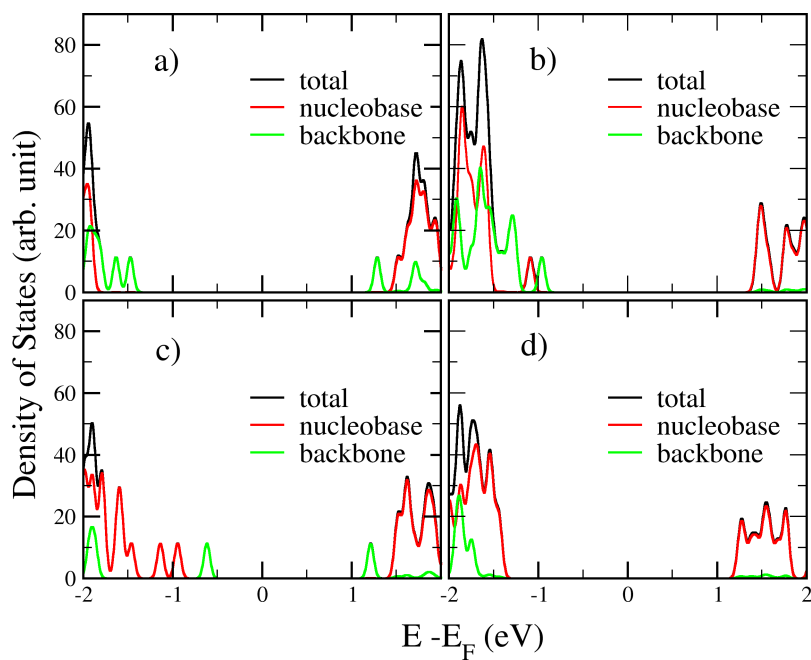 80
60
40
20
0
a)
total
nucleobase
backbone
b)
total
nucleobase
backbone
80
60
40
20
0
c)
total
nucleobase
backbone
d)
total
nucleobase
backbone
-2 -1 0 1 -2 -1 0 1 2
Density of States (arb. unit)
E -E_F (eV)